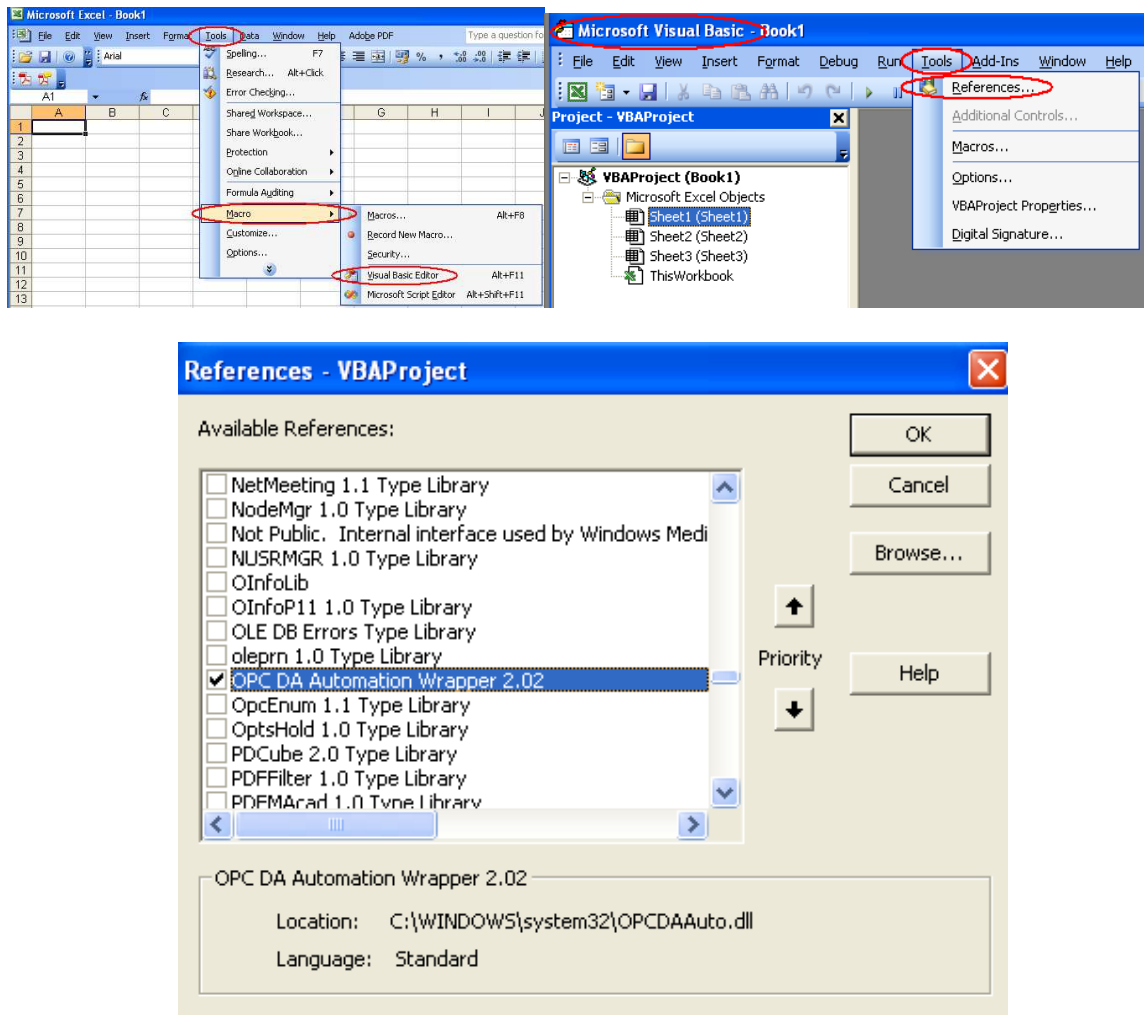 Microsoft Excel - Book1
File Edit View Insert Format Tools Data Window Help Adobe PDF Type a question fo
Arial
A1 fx
A B C G H I J
1
2
3
4
5
6
7
8
9
10
11
12
13
Spelling... F7
Research... Alt+Click
Error Checking...
Shared Workspace...
Share Workbook...
Protection
Online Collaboration
Formula Auditing
Macro
Customize...
Options...
Macros... Alt+F8
Record New Macro...
Security...
Visual Basic Editor Alt+F11
Microsoft Script Editor Alt+Shift+F11
Microsoft Visual Basic - Book1
File Edit View Insert Format Debug Run Tools Add-Ins Window Help
Project - VBAProject
VBAProject (Book1)
Microsoft Excel Objects
Sheet1 (Sheet1)
Sheet2 (Sheet2)
Sheet3 (Sheet3)
ThisWorkbook
References...
Additional Controls...
Macros...
Options...
VBAProject Properties...
Digital Signature...
References - VBAProject
Available References:
NetMeeting 1.1 Type Library
NodeMgr 1.0 Type Library
Not Public. Internal interface used by Windows Medi
NUSRMGR 1.0 Type Library
OInfoLib
OInfoP11 1.0 Type Library
OLE DB Errors Type Library
oleprn 1.0 Type Library
OPC DA Automation Wrapper 2.02
OpcEnum 1.1 Type Library
OptsHold 1.0 Type Library
PDCube 2.0 Type Library
PDFFilter 1.0 Type Library
PDFMAcad 1.0 Type Library
OK
Cancel
Browse...
Priority
Help
OPC DA Automation Wrapper 2.02
Location: C:\WINDOWS\system32\OPCDAAuto.dll
Language: Standard